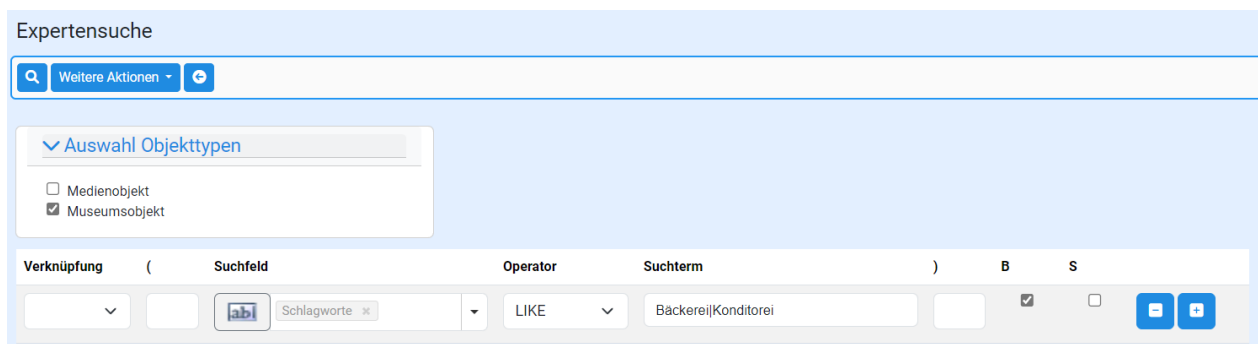 Expertensuche
Weitere Aktionen
Auswahl Objekttypen
Medienobjekt
Museumsobjekt
Verknüpfung ( Suchfeld Operator Suchterm ) B S
abl Schlagworte × LIKE Bäckerei|Konditorei